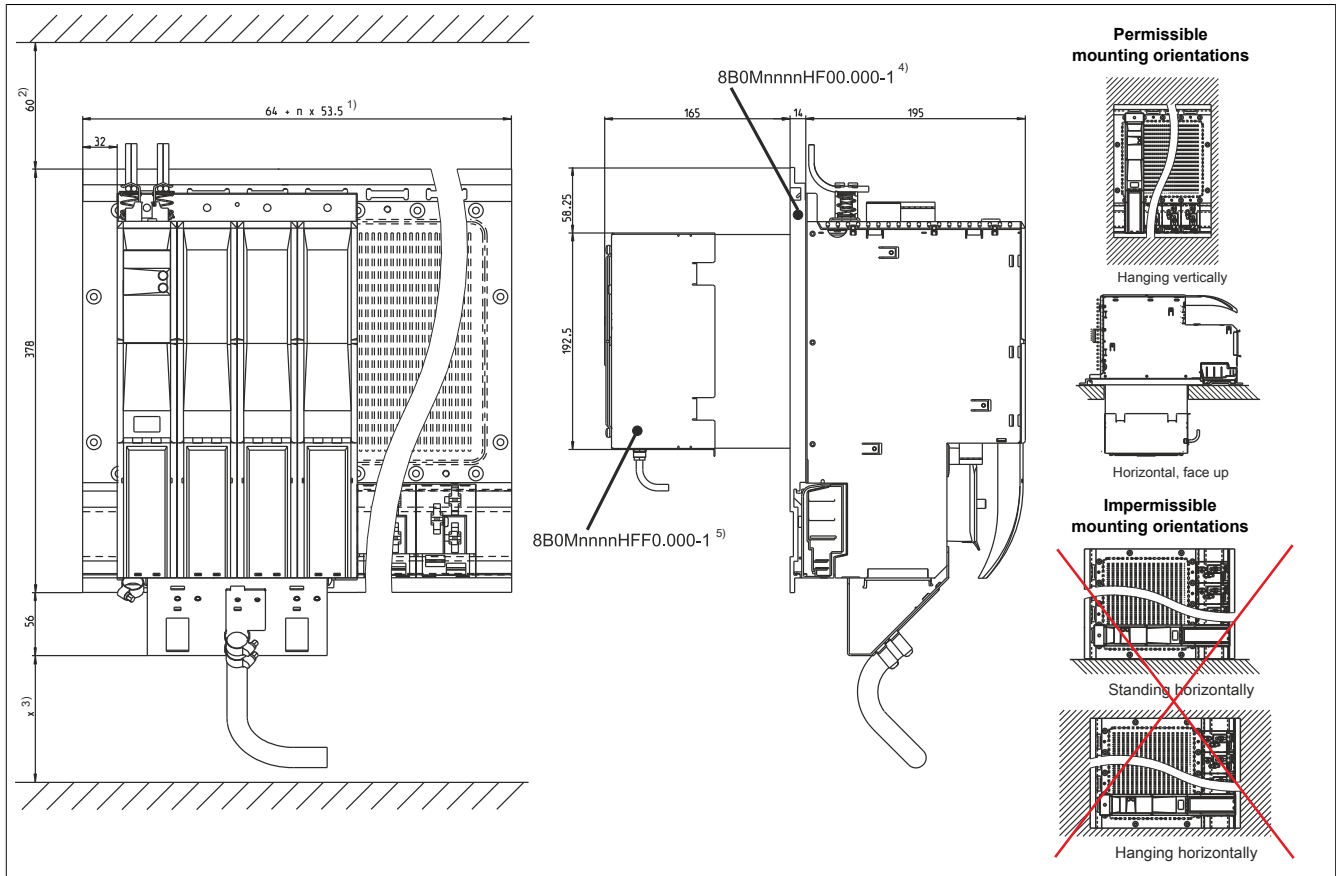 60 2)
64 + n x 53.5 1)
32
378
56
x 3)
8B0MnnnnHF00.000-1 4)
165
14
195
58.25
192.5
8B0MnnnnHFF0.000-1 5)
Permissible
mounting orientations
Hanging vertically
Horizontal, face up
Impermissible
mounting orientations
Standing horizontally
Hanging horizontally